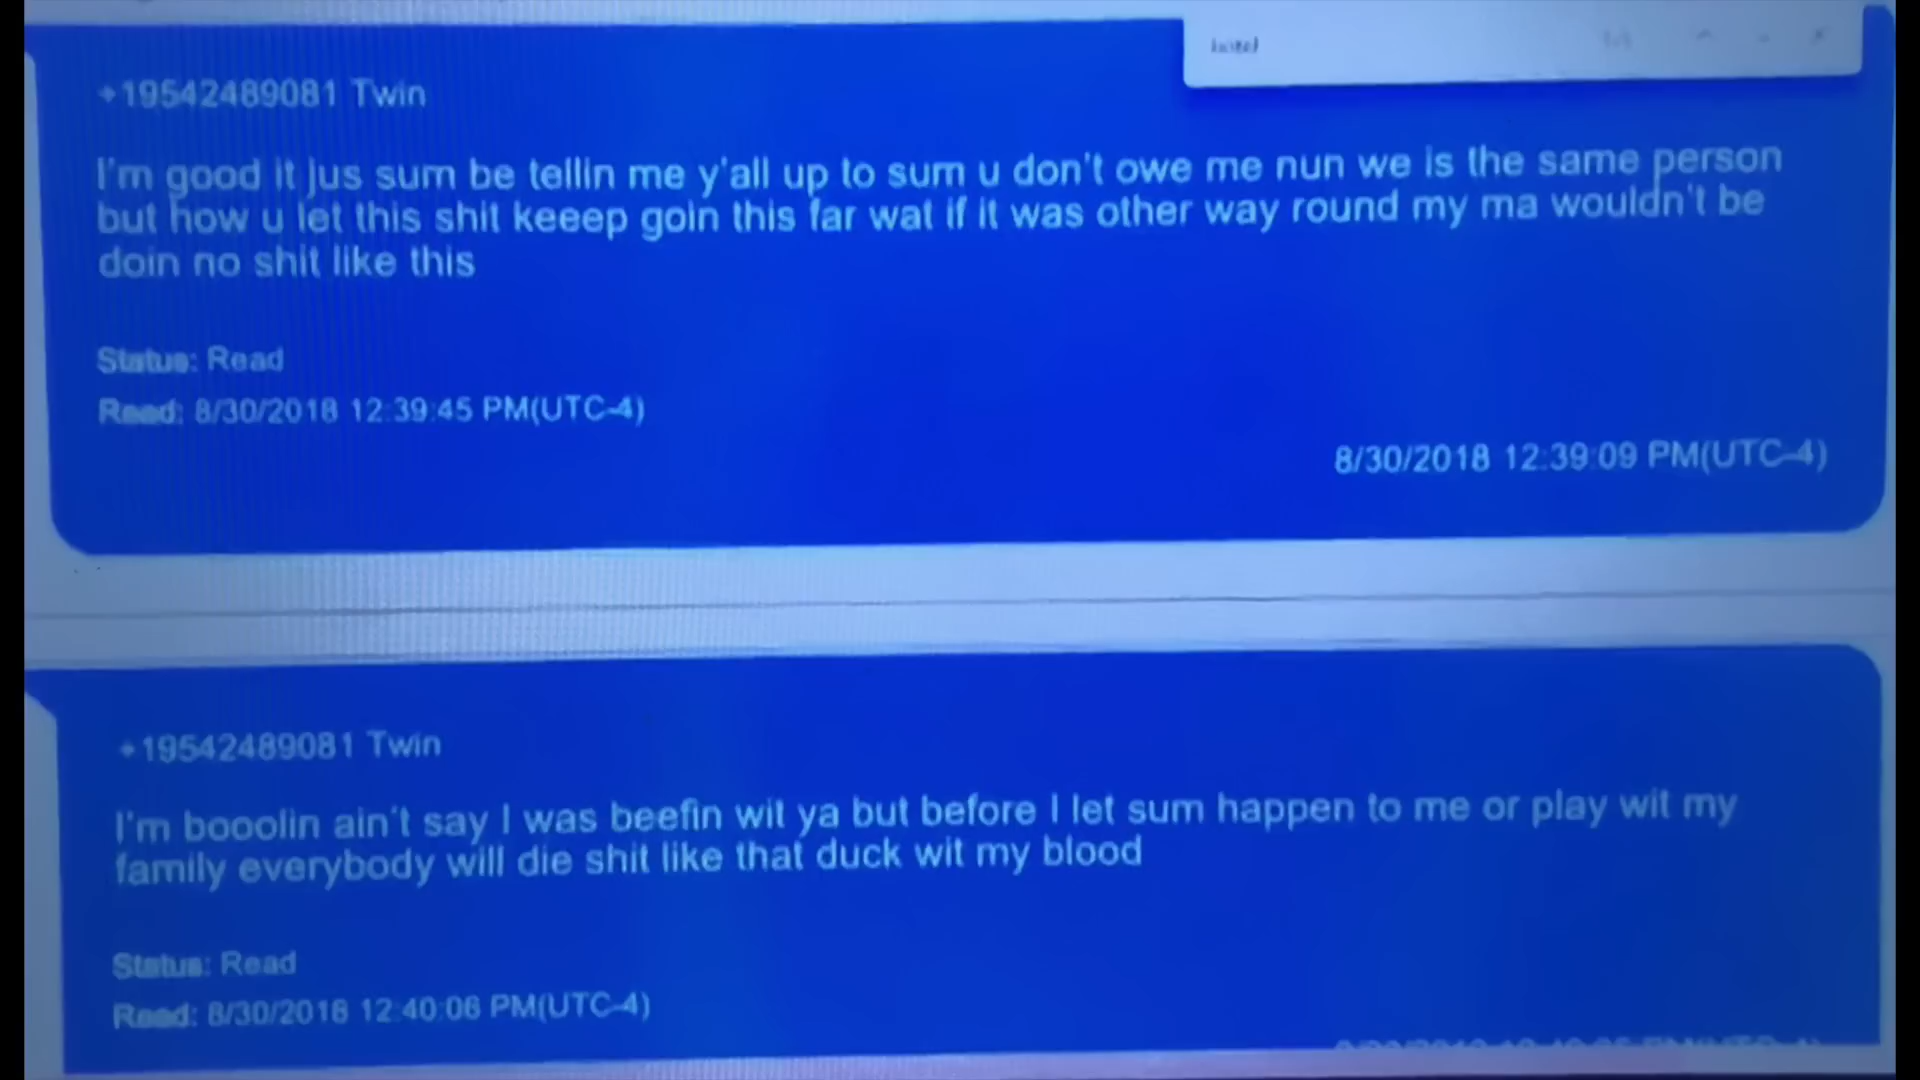 +19542489081 Twin
I'm good it jus sum be tellin me y'all up to sum u don't owe me nun we is the same person
but how u let this shit keeep goin this far wat if it was other way round my ma wouldn't be
doin no shit like this
Status: Read
Read: 8/30/2018 12:39:45 PM(UTC-4)
8/30/2018 12:39:09 PM(UTC-4)
+19542489081 Twin
I'm booolin ain't say I was beefin wit ya but before I let sum happen to me or play wit my
family everybody will die shit like that duck wit my blood
Status: Read
Read: 8/30/2018 12:40:06 PM(UTC-4)